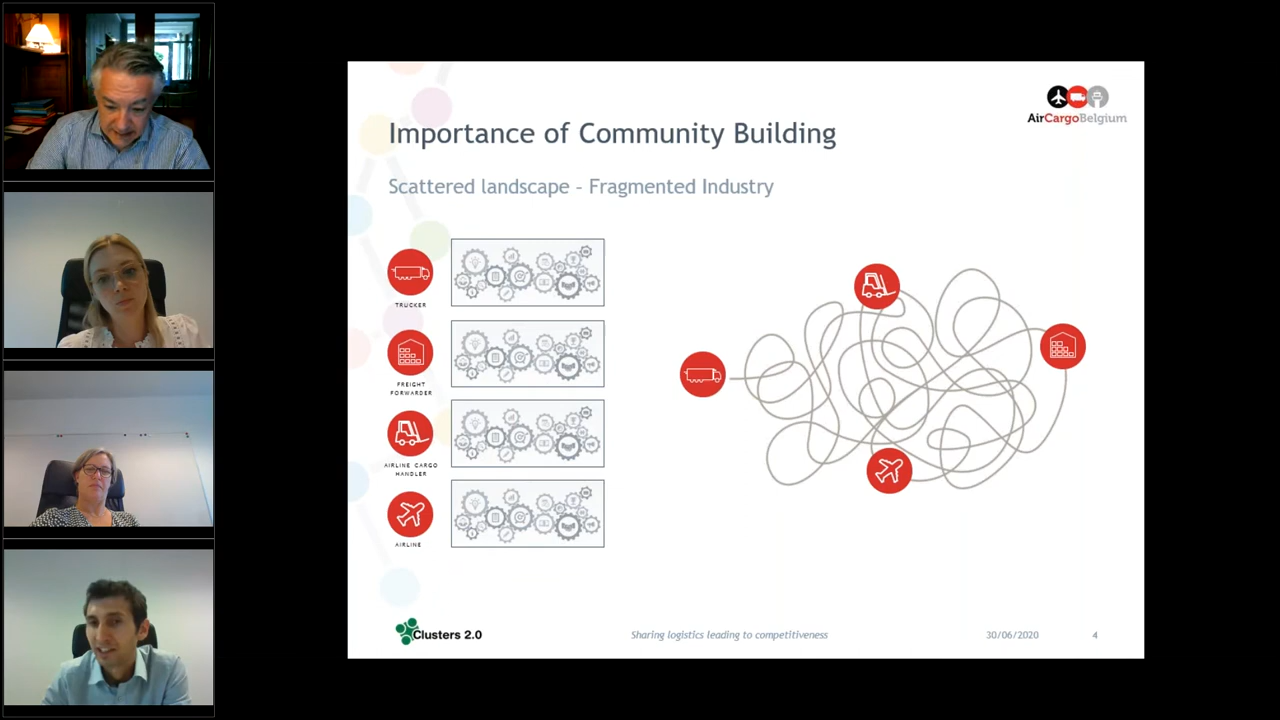 AirCargoBelgium
Importance of Community Building
Scattered landscape - Fragmented Industry
TRUCKER
FREIGHT
FORWARDER
AIRLINE CARGO
HANDLER
AIRLINE
Clusters 2.0
Sharing logistics leading to competitiveness
30/06/2020
4